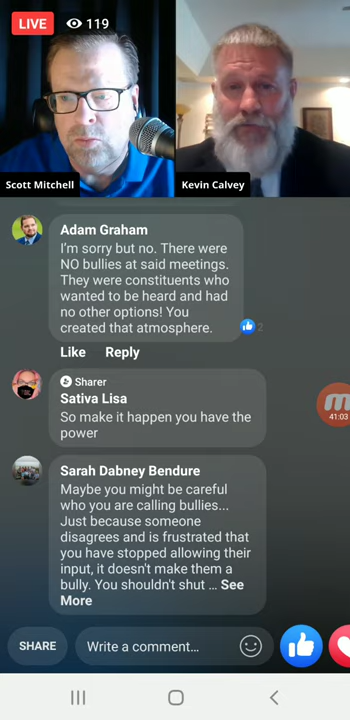 LIVE 119
Scott Mitchell
Kevin Calvey
Adam Graham
I'm sorry but no. There were
NO bullies at said meetings.
They were constituents who
wanted to be heard and had
no other options! You
created that atmosphere.
2
Like Reply
Sharer
Sativa Lisa
So make it happen you have the
power
41:03
Sarah Dabney Bendure
Maybe you might be careful
who you are calling bullies...
Just because someone
disagrees and is frustrated that
you have stopped allowing their
input, it doesn't make them a
bully. You shouldn't shut ... See
More
SHARE
Write a comment...